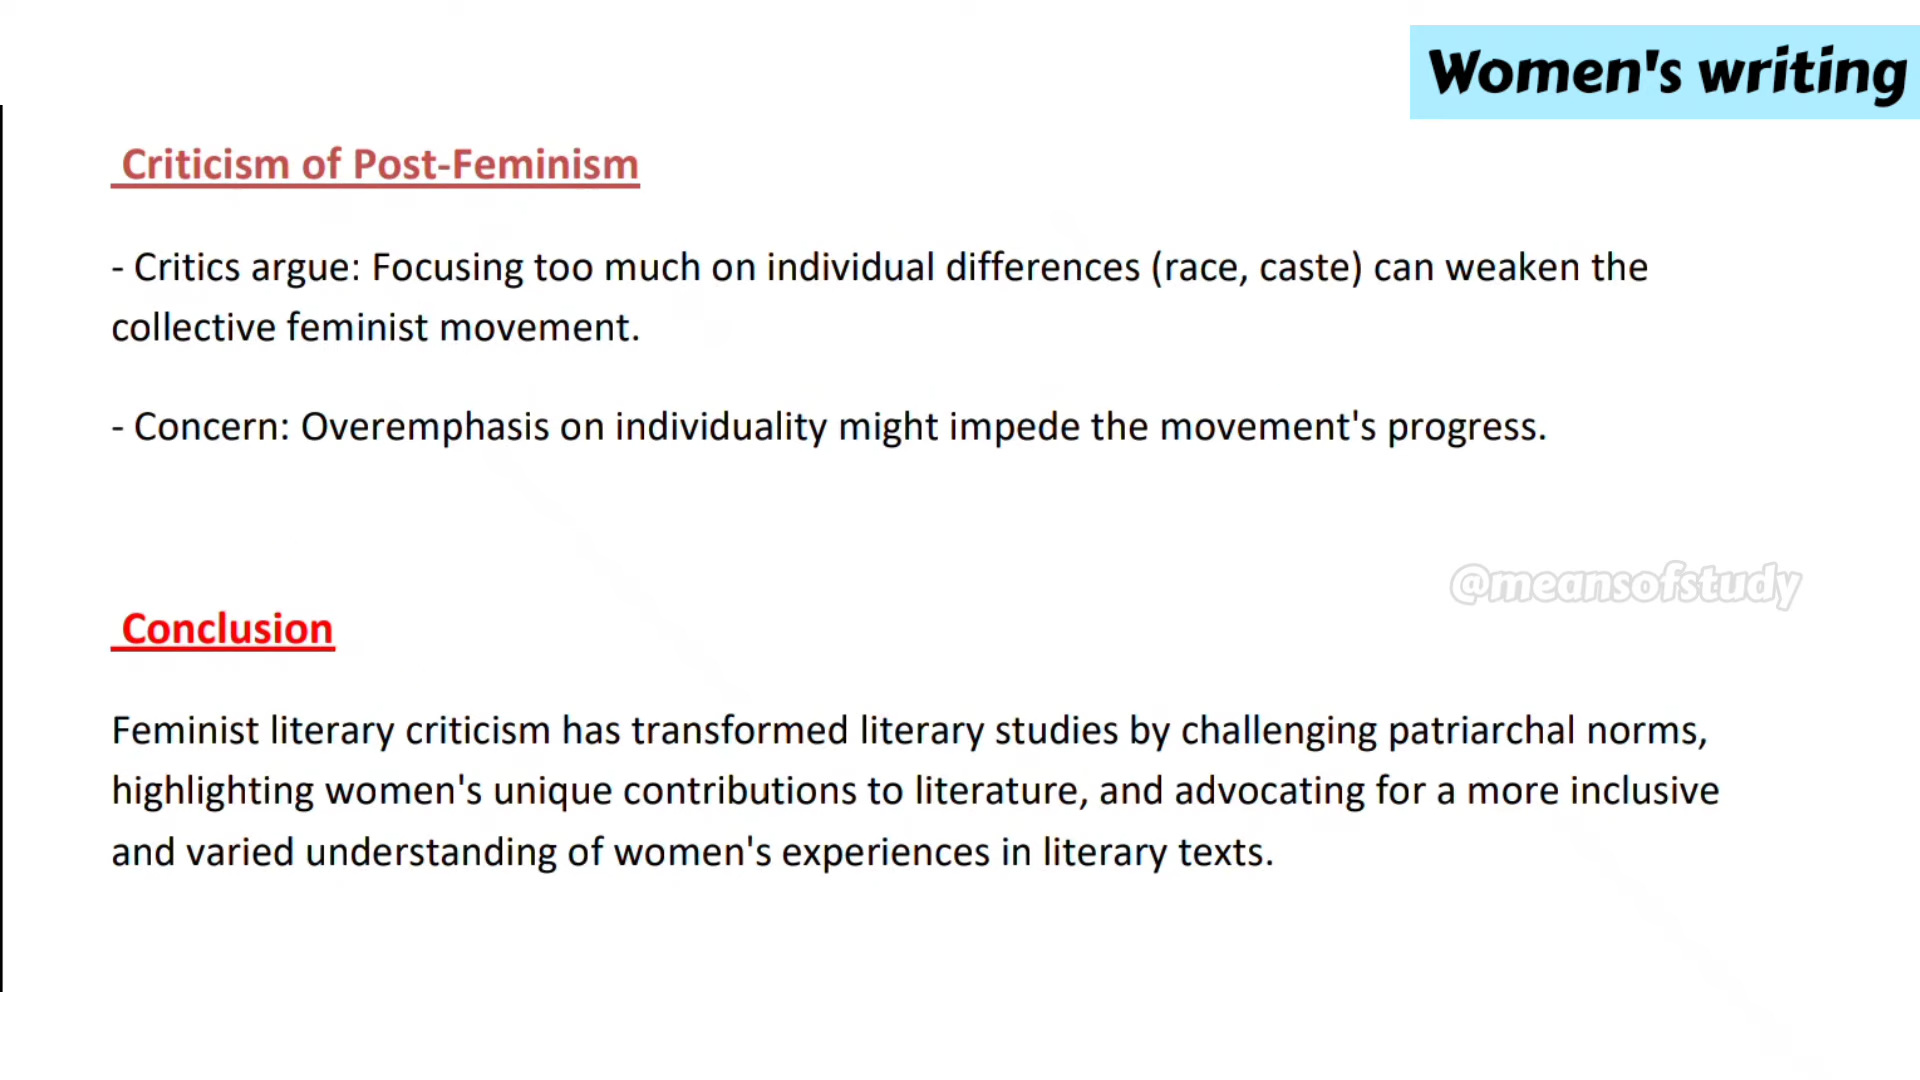 Women's writing
Criticism of Post-Feminism
- Critics argue: Focusing too much on individual differences (race, caste) can weaken the
collective feminist movement.
- Concern: Overemphasis on individuality might impede the movement's progress.
@meansofstudy
Conclusion
Feminist literary criticism has transformed literary studies by challenging patriarchal norms,
highlighting women's unique contributions to literature, and advocating for a more inclusive
and varied understanding of women's experiences in literary texts.